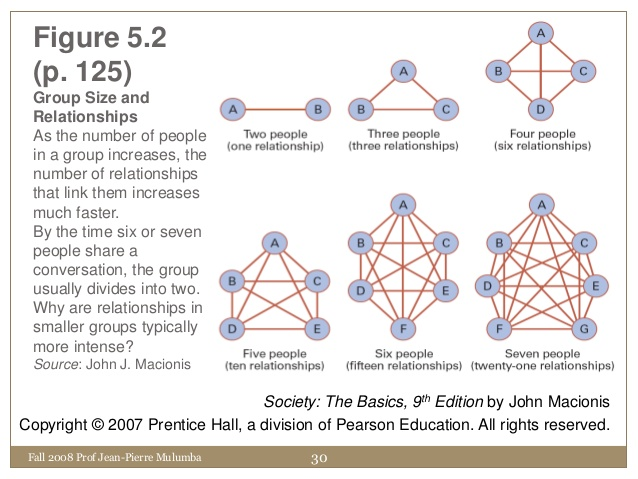 Figure 5.2
(p. 125)
Group Size and
Relationships
As the number of people
in a group increases, the
number of relationships
that link them increases
much faster.
By the time six or seven
people share a
conversation, the group
usually divides into two.
Why are relationships in
smaller groups typically
more intense?
Source: John J. Macionis
A B
Two people
(one relationship)
A
B C
Three people
(three relationships)
A
B C
D
Four people
(six relationships)
A
B C
D E
Five people
(ten relationships)
A
B C
D E
F
Six people
(fifteen relationships)
A
B C
D E
F G
Seven people
(twenty-one relationships)
Society: The Basics, 9th Edition by John Macionis
Copyright © 2007 Prentice Hall, a division of Pearson Education. All rights reserved.
Fall 2008 Prof Jean-Pierre Mulumba 30